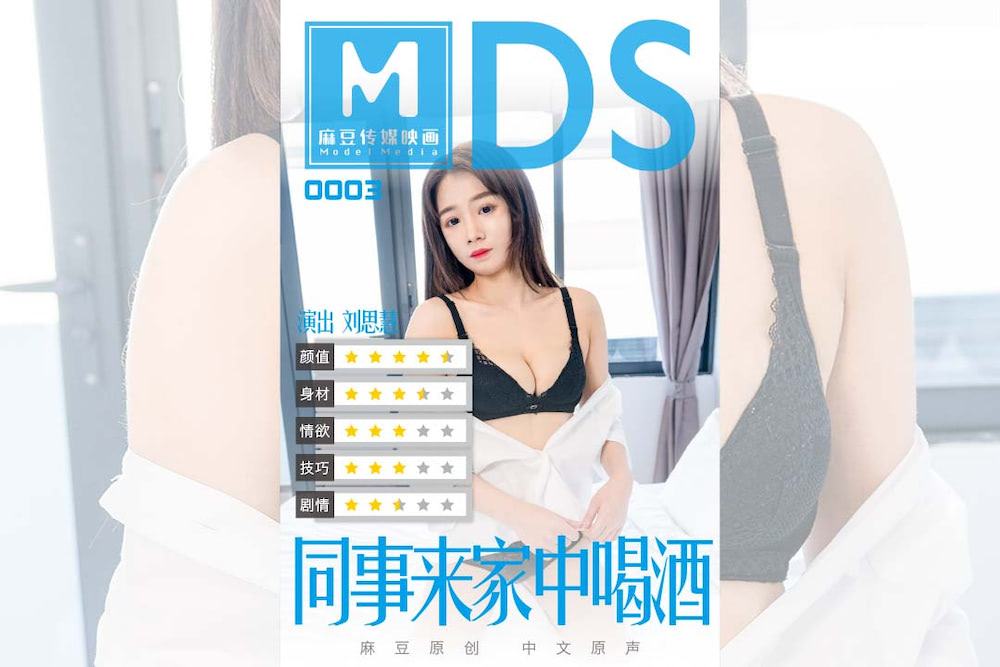 M DS
麻豆传媒映画
Model Media
0003
演出 刘思慧
颜值
身材
情欲
技巧
剧情
同事来家中喝酒
麻豆原创 中文原声